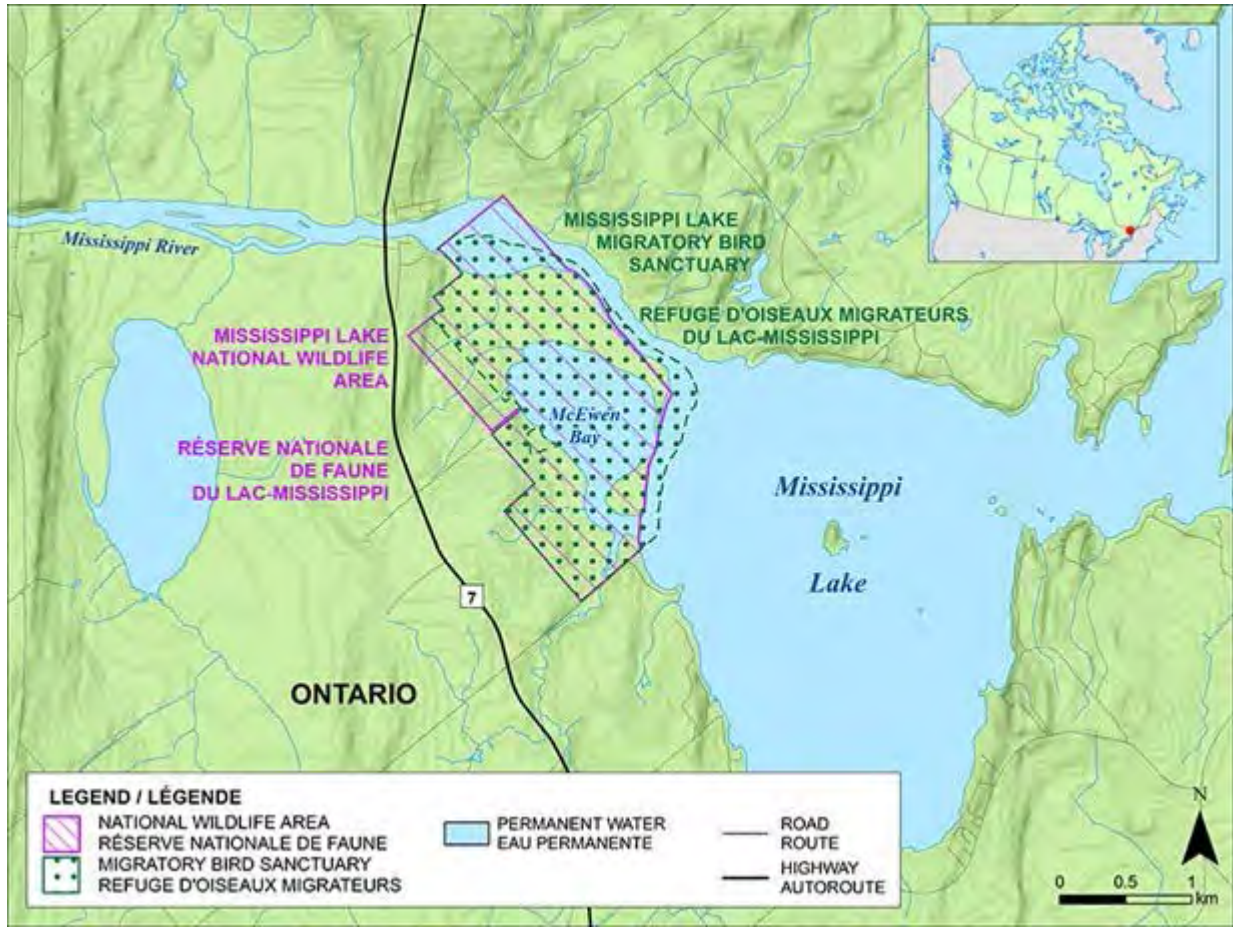 Mississippi River
MISSISSIPPI LAKE
MIGRATORY BIRD
SANCTUARY
REFUGE D'OISEAUX MIGRATEURS
DU LAC-MISSISSIPPI
MISSISSIPPI LAKE
NATIONAL WILDLIFE
AREA
RÉSERVE NATIONALE
DE FAUNE
DU LAC-MISSISSIPPI
McEwen
Bay
Mississippi
Lake
7
ONTARIO
LEGEND / LÉGENDE
NATIONAL WILDLIFE AREA
RÉSERVE NATIONALE DE FAUNE
MIGRATORY BIRD SANCTUARY
REFUGE D'OISEAUX MIGRATEURS
PERMANENT WATER
EAU PERMANENTE
ROAD
ROUTE
HIGHWAY
AUTOROUTE
N
0 0.5 1
km